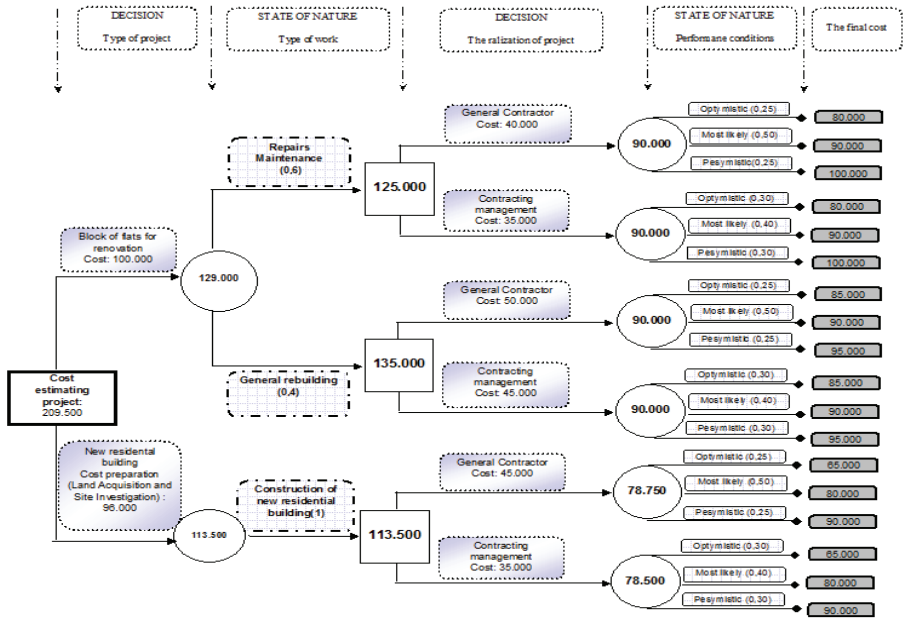 DECISION
Type of project
STATE OF NATURE
Type of work
DECISION
The ralization of project
STATE OF NATURE
Performane conditions
The final cost
General Contractor
Cost: 40.000
Optymistic (0,25)
80.000
90.000
Most likely (0,50)
90.000
Pesymistic(0,25)
100.000
Repairs
Maintenance
(0,6)
125.000
Contracting
management
Cost: 35.000
Optymistic (0,30)
80.000
90.000
Most likely (0,40)
90.000
Pesymistic (0,30)
100.000
Block of flats for
renovation
Cost: 100.000
129.000
General Contractor
Cost: 50.000
Optymistic (0,25)
85.000
90.000
Most likely (0,50)
90.000
Pesymistic (0,25)
95.000
135.000
General rebuilding
(0,4)
Contracting
management
Cost: 45.000
Optymistic (0,30)
85.000
90.000
Most likely (0,40)
90.000
Pesymistic (0,30)
95.000
Cost
estimating
project:
209.500
New residental
building
Cost preparation
(Land Acquisition and
Site Investigation) :
96.000
113.500
Construction of
new residential
building(1)
113.500
General Contractor
Cost: 45.000
Optymistic (0,25)
65.000
78.750
Most likely (0,50)
80.000
Pesymistic (0,25)
90.000
Contracting
management
Cost: 35.000
Optymistic (0,30)
65.000
78.500
Most likely (0,40)
80.000
Pesymistic (0,30)
90.000